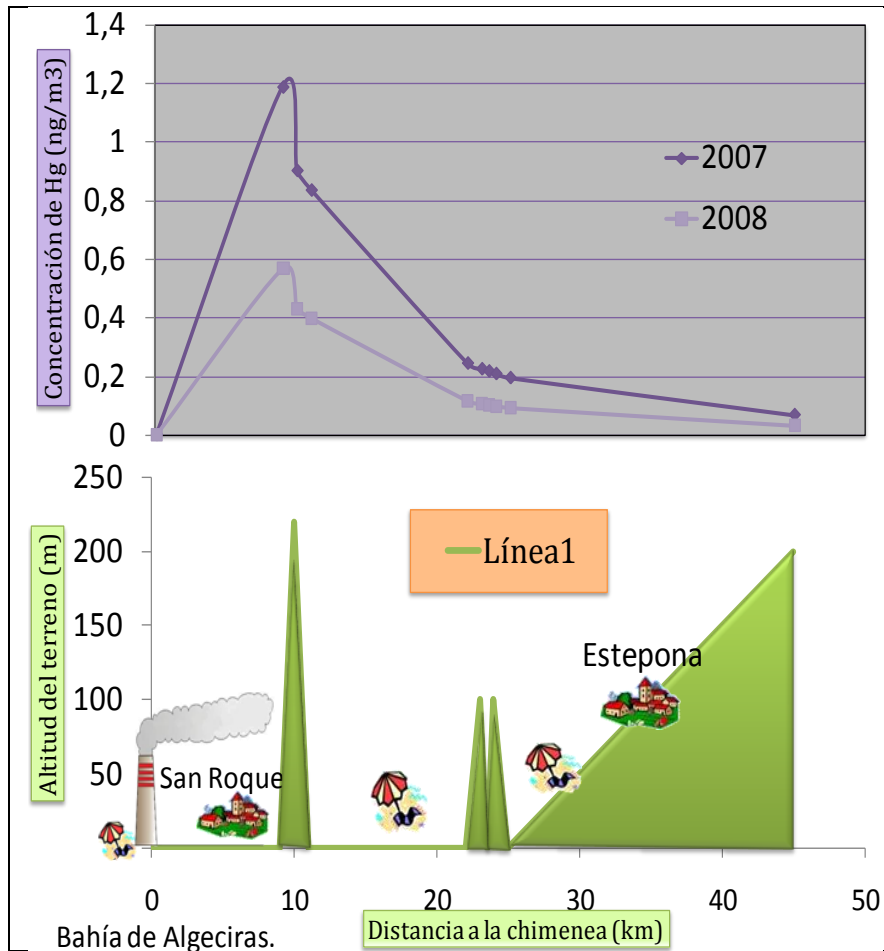 1,4
1,2
1
0,8
0,6
0,4
0,2
0
Concentración de Hg (ng/m3)
2007
2008
250
200
150
100
50
Altitud del terreno (m)
Línea1
Estepona
San Roque
0 10 20 30 40 50
Distancia a la chimenea (km)
Bahía de Algeciras.